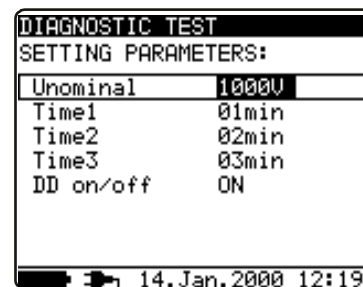 DIAGNOSTIC TEST
SETTING PARAMETERS:
Unominal 1000V
Time1 01min
Time2 02min
Time3 03min
DD on/off ON
14.Jan.2000 12:19